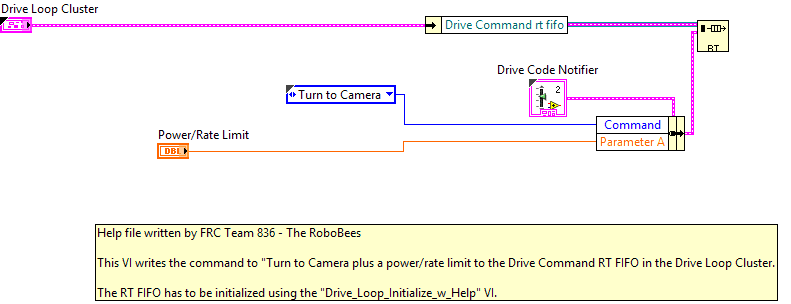 Drive Loop Cluster
Drive Command rt fifo
RT
Drive Code Notifier
2
Turn to Camera
Command
Power/Rate Limit
DBL
Parameter A
Help file written by FRC Team 836 - The RoboBees
This VI writes the command to "Turn to Camera plus a power/rate limit to the Drive Command RT FIFO in the Drive Loop Cluster.
The RT FIFO has to be initialized using the "Drive_Loop_Initialize_w_Help" VI.